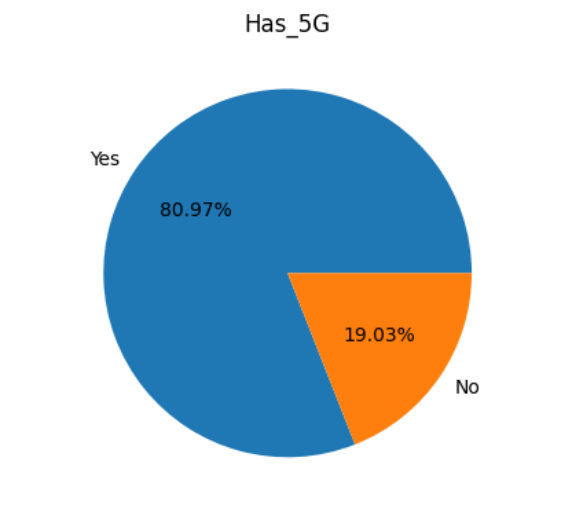 Has_5G
Yes
80.97%
19.03%
No